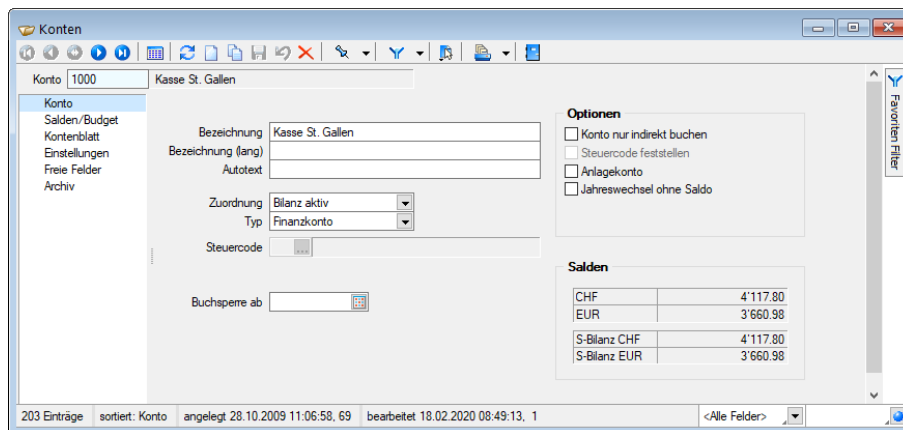 Konten
Konto 1000 Kasse St. Gallen
Konto
Salden/Budget
Kontenblatt
Einstellungen
Freie Felder
Archiv
Bezeichnung Kasse St. Gallen
Bezeichnung (lang)
Autotext
Zuordnung Bilanz aktiv
Typ Finanzkonto
Steuercode ...
Buchsperre ab
Optionen
Konto nur indirekt buchen
Steuercode feststellen
Anlagekonto
Jahreswechsel ohne Saldo
Salden
CHF 4'117.80
EUR 3'660.98
S-Bilanz CHF 4'117.80
S-Bilanz EUR 3'660.98
Favoriten Filter
203 Einträge sortiert: Konto angelegt 28.10.2009 11:06:58, 69 bearbeitet 18.02.2020 08:49:13, 1 <Alle Felder>